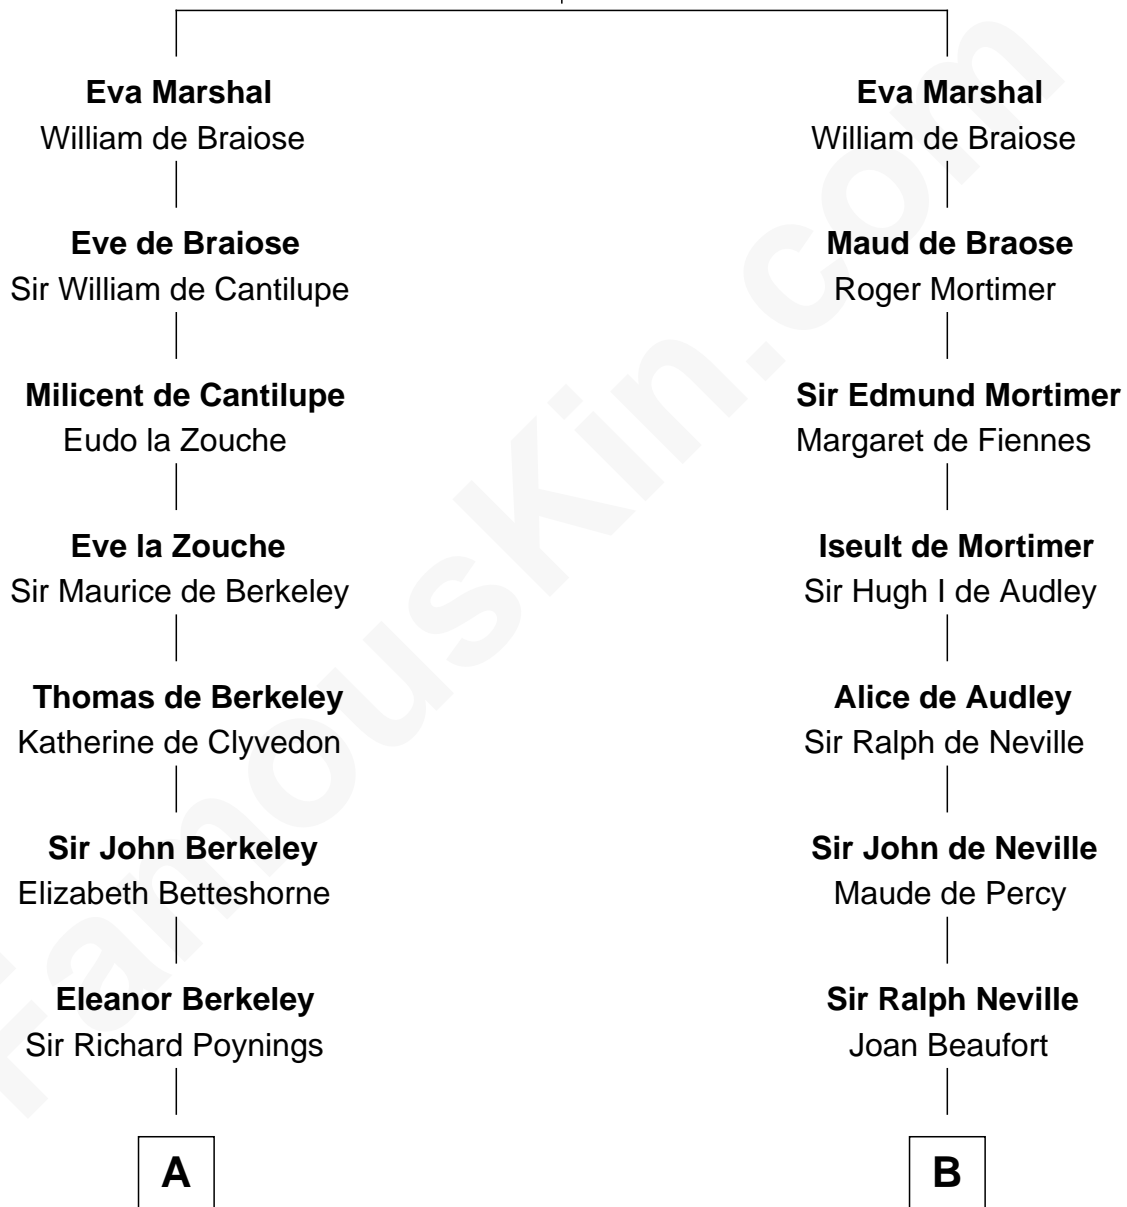 Eva Marshal
William de Braiose
Eve de Braiose
Sir William de Cantilupe
Milicent de Cantilupe
Eudo la Zouche
Eve la Zouche
Sir Maurice de Berkeley
Thomas de Berkeley
Katherine de Clyvedon
Sir John Berkeley
Elizabeth Betteshorne
Eleanor Berkeley
Sir Richard Poynings
A
Eva Marshal
William de Braiose
Maud de Braose
Roger Mortimer
Sir Edmund Mortimer
Margaret de Fiennes
Iseult de Mortimer
Sir Hugh I de Audley
Alice de Audley
Sir Ralph de Neville
Sir John de Neville
Maude de Percy
Sir Ralph Neville
Joan Beaufort
B
FamousKin.com